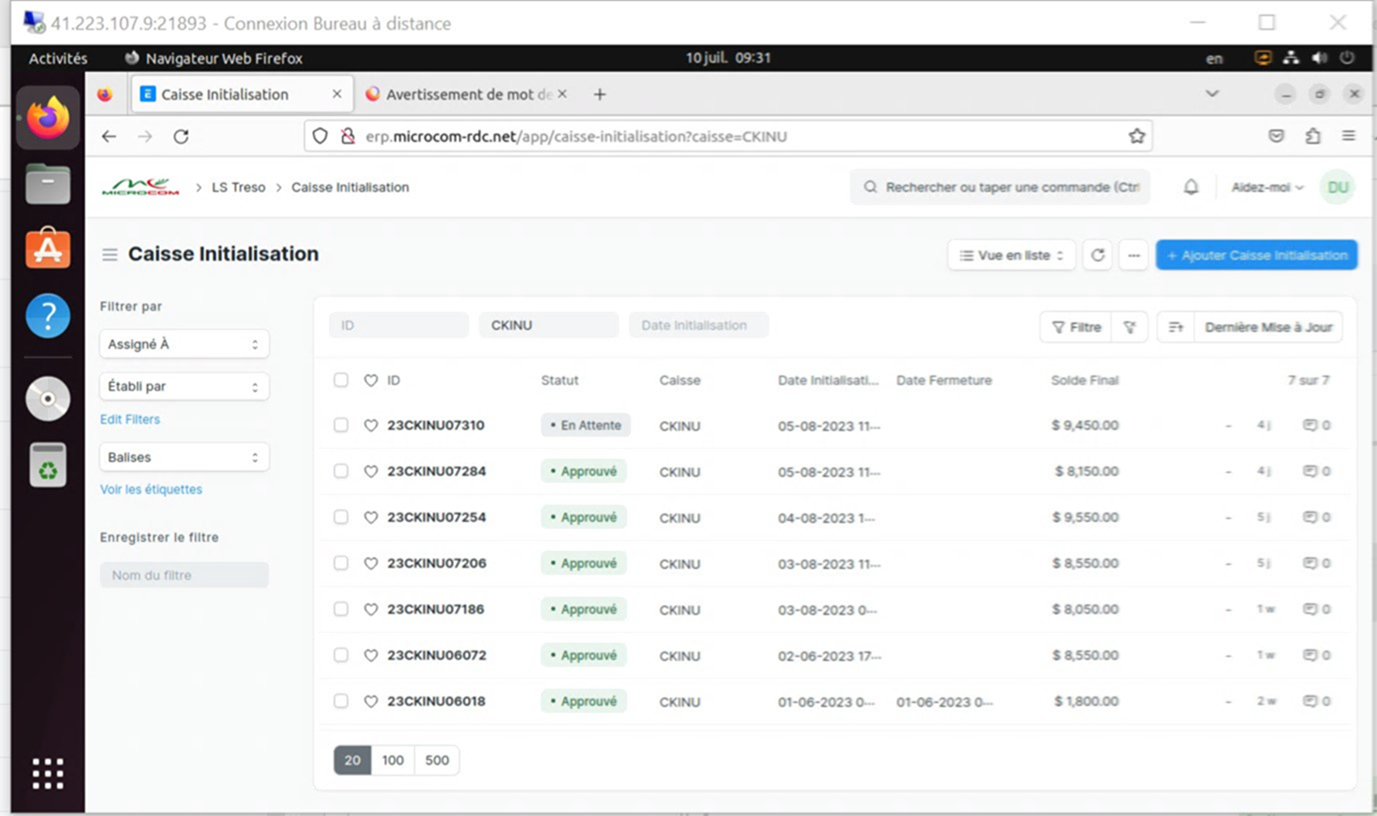 41.223.107.9:21893 - Connexion Bureau à distance
Activités Navigateur Web Firefox 10 juil. 09:31 en
Caisse Initialisation Avertissement de mot de
erp.microcom-rdc.net/app/caisse-initialisation?caisse=CKINU
MICROCOM LS Treso Caisse Initialisation Rechercher ou taper une commande (Ctrl Aidez-moi DU
Caisse Initialisation Vue en liste + Ajouter Caisse Initialisation
Filtrer par
ID CKINU Date Initialisation Filtre Dernière Mise à Jour
Assigné À
Établi par
Edit Filters
Balises
Voir les étiquettes
Enregistrer le filtre
Nom du filtre
ID Statut Caisse Date Initialisati... Date Fermeture Solde Final 7 sur 7
23CKINU07310 • En Attente CKINU 05-08-2023 11-... $ 9,450.00 - 4 j 0
23CKINU07284 • Approuvé CKINU 05-08-2023 11-... $ 8,150.00 - 4 j 0
23CKINU07254 • Approuvé CKINU 04-08-2023 1-... $ 9,550.00 - 5 j 0
23CKINU07206 • Approuvé CKINU 03-08-2023 11-... $ 8,550.00 - 5 j 0
23CKINU07186 • Approuvé CKINU 03-08-2023 0-... $ 8,050.00 - 1 w 0
23CKINU06072 • Approuvé CKINU 02-06-2023 17-... $ 8,550.00 - 1 w 0
23CKINU06018 • Approuvé CKINU 01-06-2023 0-... 01-06-2023 0-... $ 1,800.00 - 2 w 0
20 100 500